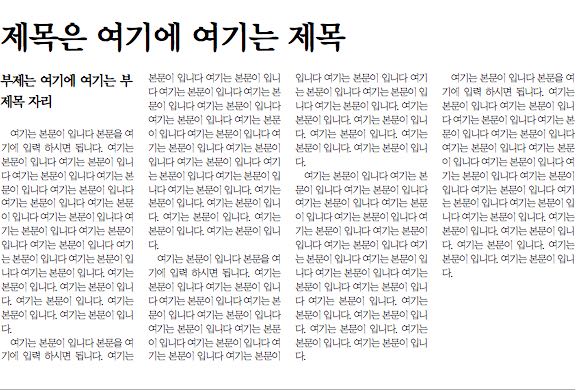 제목은 여기에 여기는 제목
부제는 여기에 여기는 부
제목 자리
여기는 본문이 입니다 본문을 여
기에 입력 하시면 됩니다. 여기는
본문이 입니다 여기는 본문이 입니
다 여기는 본문이 입니다 여기는 본
문이 입니다 여기는 본문이 입니다
여기는 본문이 입니다 여기는 본문
이 입니다 여기는 본문이 입니다 여
기는 본문이 입니다. 여기는 본문이
입니다 여기는 본문이 입니다 여기
는 본문이 입니다 여기는 본문이 입
니다 여기는 본문이 입니다. 여기는
본문이 입니다. 여기는 본문이 입니
다. 여기는 본문이 입니다. 여기는
본문이 입니다. 여기는 본문이 입니
다.
여기는 본문이 입니다 본문을 여
기에 입력 하시면 됩니다. 여기는
본문이 입니다 여기는 본문이 입니
다 여기는 본문이 입니다 여기는 본
문이 입니다 여기는 본문이 입니다
여기는 본문이 입니다 여기는 본문
이 입니다 여기는 본문이 입니다 여
기는 본문이 입니다. 여기는 본문이
입니다 여기는 본문이 입니다 여기
는 본문이 입니다 여기는 본문이 입
니다 여기는 본문이 입니다. 여기는
본문이 입니다. 여기는 본문이 입니
다. 여기는 본문이 입니다. 여기는
본문이 입니다. 여기는 본문이 입니
다.
여기는 본문이 입니다 본문을 여
기에 입력 하시면 됩니다. 여기는
본문이 입니다 여기는 본문이 입니
다 여기는 본문이 입니다 여기는 본
문이 입니다 여기는 본문이 입니다
여기는 본문이 입니다 여기는 본문
이 입니다 여기는 본문이 입니다 여
기는 본문이 입니다 여기는 본문이
입니다 여기는 본문이 입니다 여기
는 본문이 입니다 여기는 본문이 입
니다 여기는 본문이 입니다. 여기는
본문이 입니다. 여기는 본문이 입니
다. 여기는 본문이 입니다. 여기는
본문이 입니다. 여기는 본문이 입니
다.
여기는 본문이 입니다 본문을 여
기에 입력 하시면 됩니다. 여기는
본문이 입니다 여기는 본문이 입니
다 여기는 본문이 입니다 여기는 본
문이 입니다 여기는 본문이 입니다
여기는 본문이 입니다 여기는 본문
이 입니다 여기는 본문이 입니다 여
기는 본문이 입니다. 여기는 본문이
입니다 여기는 본문이 입니다 여기
는 본문이 입니다 여기는 본문이 입
니다 여기는 본문이 입니다. 여기는
본문이 입니다. 여기는 본문이 입니
다. 여기는 본문이 입니다. 여기는
본문이 입니다. 여기는 본문이 입니
다.
여기는 본문이 입니다 본문을 여
기에 입력 하시면 됩니다. 여기는
본문이 입니다 여기는 본문이 입니
다 여기는 본문이 입니다 여기는 본
문이 입니다 여기는 본문이 입니다
여기는 본문이 입니다 여기는 본문
이 입니다 여기는 본문이 입니다 여
기는 본문이 입니다. 여기는 본문이
입니다 여기는 본문이 입니다 여기
는 본문이 입니다 여기는 본문이 입
니다 여기는 본문이 입니다. 여기는
본문이 입니다. 여기는 본문이 입니
다. 여기는 본문이 입니다. 여기는
본문이 입니다. 여기는 본문이 입니
다.